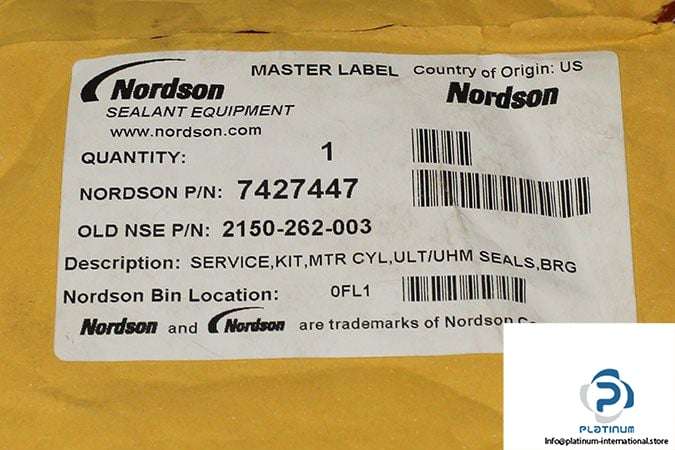 Nordson MASTER LABEL Country of Origin: US
SEALANT EQUIPMENT Nordson
www.nordson.com
QUANTITY: 1
NORDSON P/N: 7427447
OLD NSE P/N: 2150-262-003
Description: SERVICE,KIT,MTR CYL,ULT/UHM SEALS,BRG
Nordson Bin Location: 0FL1
Nordson and Nordson are trademarks of Nordson
PLATINUM
Info@platinum-international.store